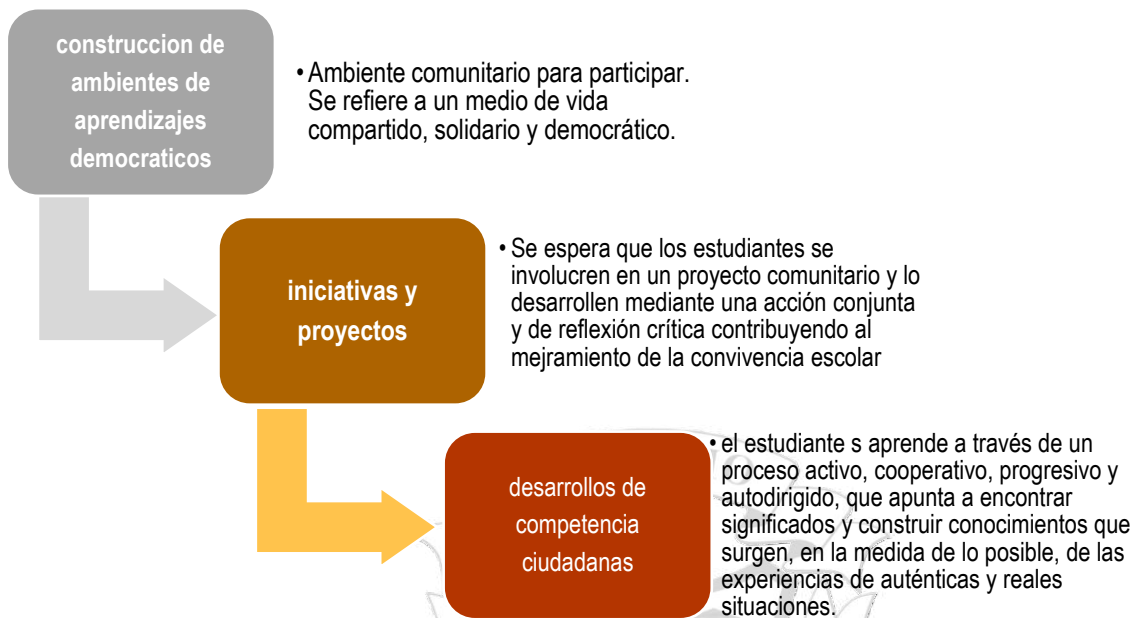 construccion de
ambientes de
aprendizajes
democraticos
• Ambiente comunitario para participar.
Se refiere a un medio de vida
compartido, solidario y democrático.
iniciativas y
proyectos
• Se espera que los estudiantes se
involucren en un proyecto comunitario y lo
desarrollen mediante una acción conjunta
y de reflexión crítica contribuyendo al
mejramiento de la convivencia escolar
desarrollos de
competencia
ciudadanas
• el estudiante s aprende a través de un
proceso activo, cooperativo, progresivo y
autodirigido, que apunta a encontrar
significados y construir conocimientos que
surgen, en la medida de lo posible, de las
experiencias de auténticas y reales
situaciones.